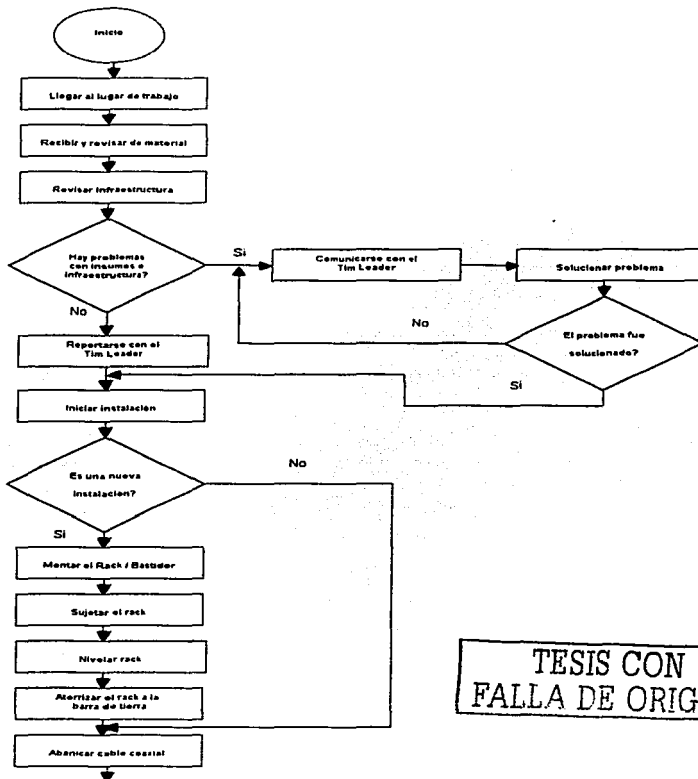 Inicio
Llegar al lugar de trabajo
Recibir y revisar de material
Revisar Infraestructura
Hay problemas
con insumos e
infraestructura?
Si
Comunicarse con el
Tim Leader
Solucionar problema
No
No
El problema fue
solucionado?
Reportarse con el
Tim Leader
Si
Iniciar instalación
Es una nueva
instalación?
No
Si
Montar el Rack / Bastidor
Sujetar el rack
Nivelar rack
Aterrizar el rack a la
barra de tierra
Abanicar cable coaxial
TESIS CON
FALLA DE ORIG